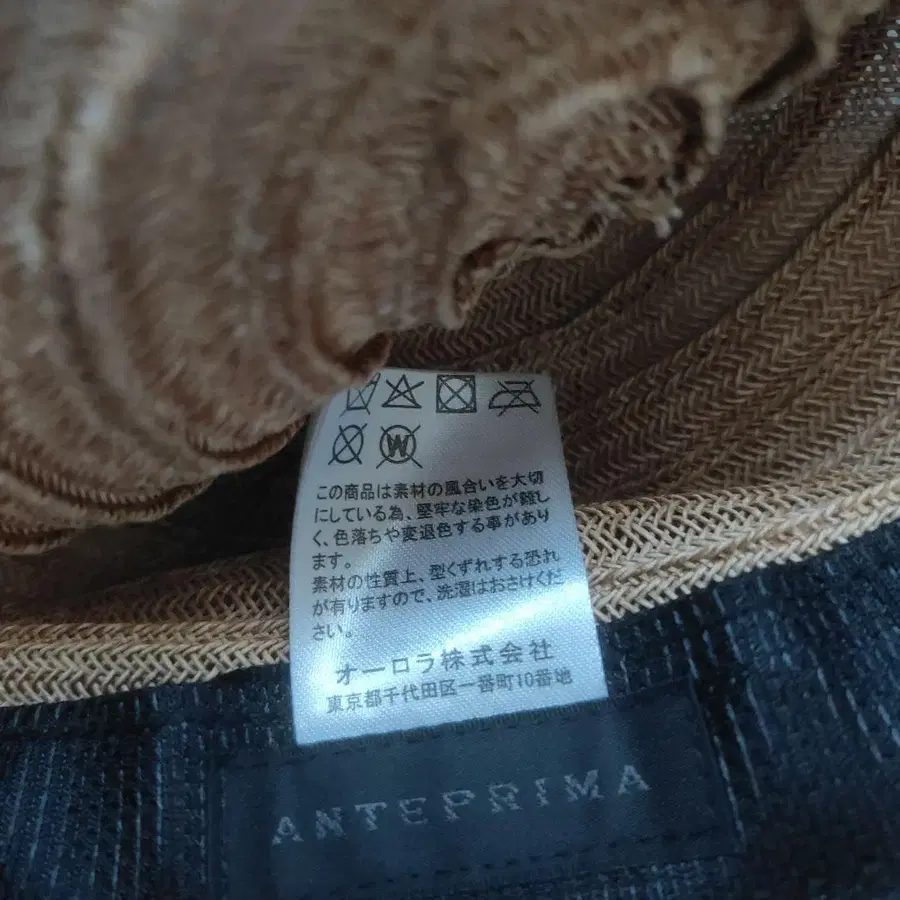 W
この商品は素材の風合いを大切
にしている為、堅牢な染色が難し
く、色落ちや変退色する事があり
ます。
素材の性質上、型くずれする恐れ
が有りますので、洗濯はおさけくだ
さい。
オーロラ株式会社
東京都千代田区一番町10番地
ANTEPRIMA